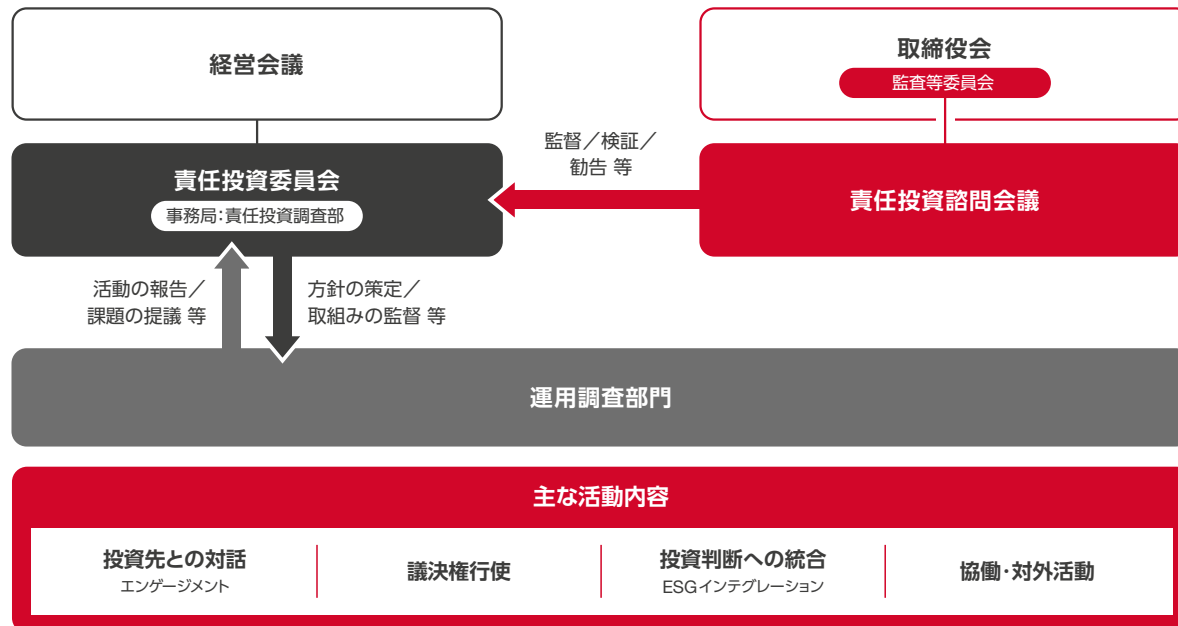 経営会議
取締役会
監査等委員会
責任投資委員会
事務局:責任投資調査部
監督／検証／
勧告 等
責任投資諮問会議
活動の報告／
課題の提議 等
方針の策定／
取組みの監督 等
運用調査部門
主な活動内容
投資先との対話
エンゲージメント
議決権行使
投資判断への統合
ESGインテグレーション
協働・対外活動